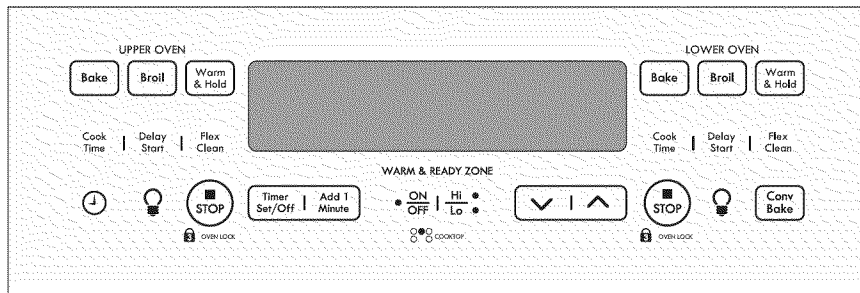 UPPER OVEN
LOWER OVEN
Bake
Broil
Warm
& Hold
Bake
Broil
Warm
& Hold
Cook
Time
Delay
Start
Flex
Clean
Cook
Time
Delay
Start
Flex
Clean
WARM & READY ZONE
STOP
Timer
Set/Off
Add 1
Minute
ON
OFF
Hi
Lo
STOP
Conv
Bake
3
OVEN LOCK
COOKTOP
3
OVEN LOCK